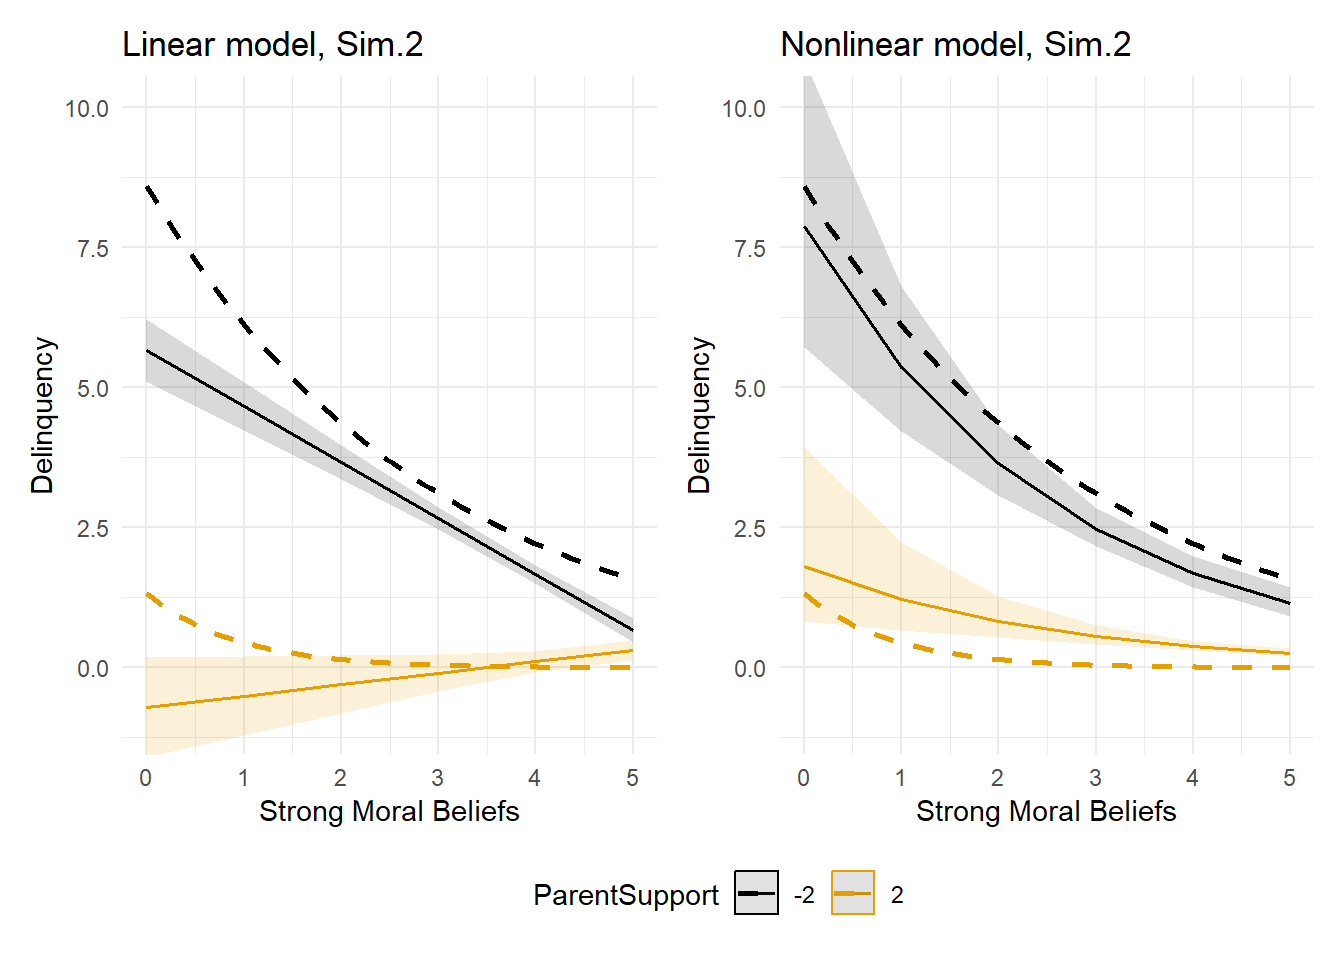 Linear model, Sim.2
Nonlinear model, Sim.2
10.0
7.5
5.0
2.5
0.0
Delinquency
0 1 2 3 4 5
Strong Moral Beliefs
10.0
7.5
5.0
2.5
0.0
Delinquency
0 1 2 3 4 5
Strong Moral Beliefs
ParentSupport -2 2